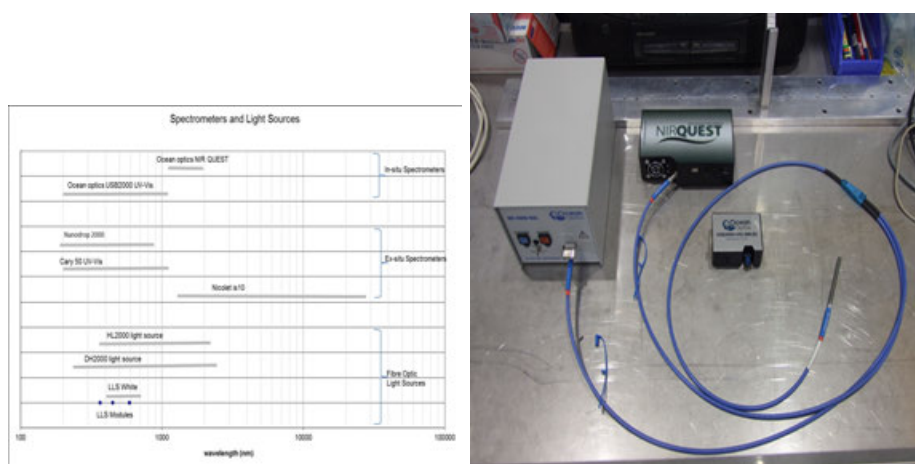 Spectrometers and Light Sources
Ocean optics NIR QUEST
In-situ Spectrometers
Ocean optics USB2000 UV-Vis
Nanodrop 2000
Cary 50 UV-Vis
Ex-situ Spectrometers
Nicolet is10
HL2000 light source
DH2000 light source
Fibre Optic
Light Sources
LLS White
LLS Modules
100
1000
10000
100000
wavelength (nm)
NIRQUEST
Ocean
Ocean